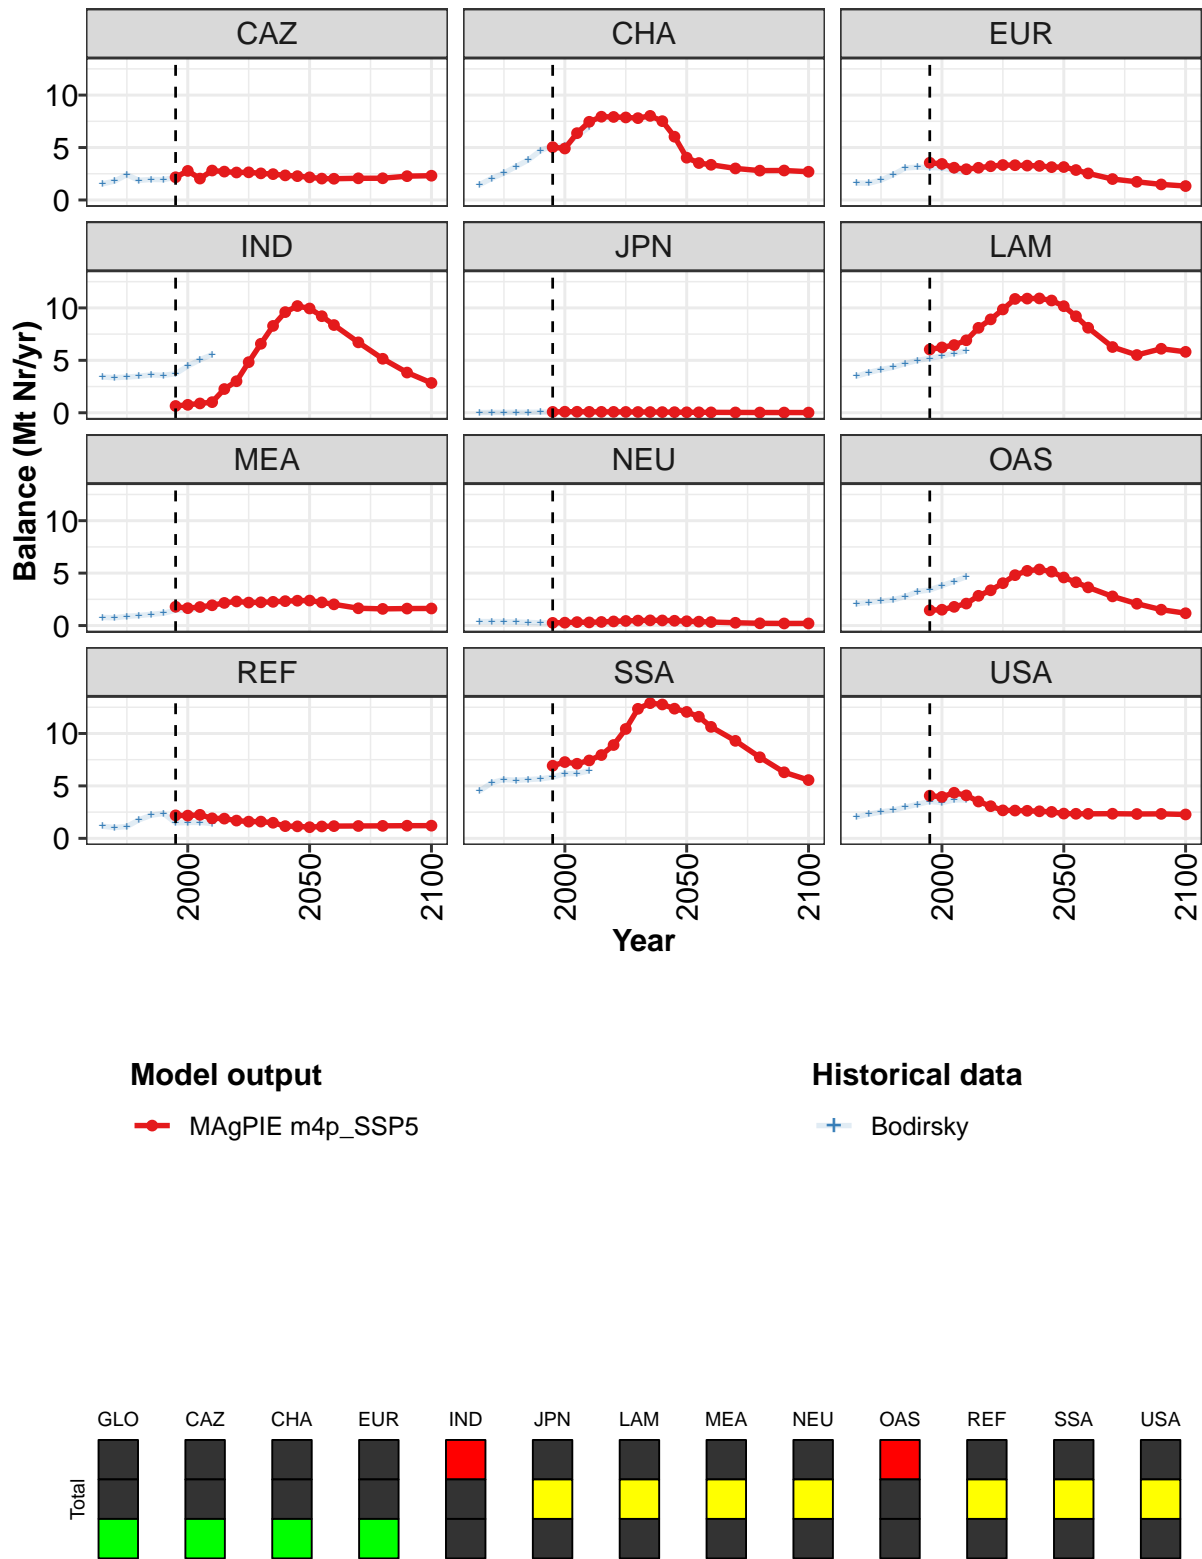 CAZ CHA EUR
10
5
0
IND JPN LAM
10
5
0
MEA NEU OAS
10
5
0
REF SSA USA
10
5
0
Balance (Mt Nr/yr)
2000 2050 2100 2000 2050 2100 2000 2050 2100
Year
Model output Historical data
MAgPIE m4p_SSP5 Bodirsky
GLO CAZ CHA EUR IND JPN LAM MEA NEU OAS REF SSA USA
Total